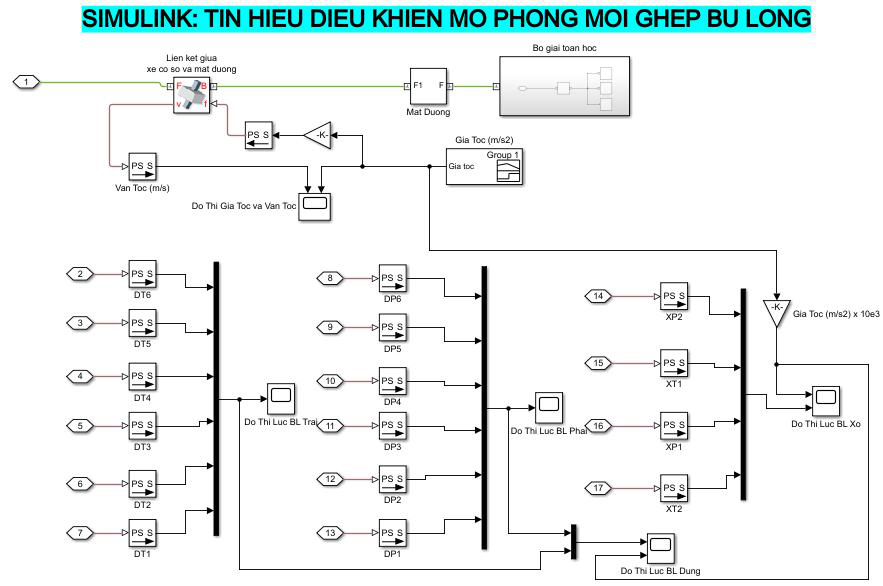 SIMULINK: TIN HIEU DIEU KHIEN MO PHONG MOI GHEP BU LONG
Bo giai toan hoc
Lien ket giua
xe co so va mat duong
1
F B
v f
F1 F
Mat Duong
PS S
-K-
Gia Toc (m/s2)
Group 1
Gia toc
PS S
Van Toc (m/s)
Do Thi Gia Toc va Van Toc
2
PS S
DT6
3
PS S
DT5
4
PS S
DT4
5
PS S
DT3
6
PS S
DT2
7
PS S
DT1
Do Thi Luc BL Trai
8
PS S
DP6
9
PS S
DP5
10
PS S
DP4
11
PS S
DP3
12
PS S
DP2
13
PS S
DP1
Do Thi Luc BL Phai
14
PS S
XP2
15
PS S
XT1
16
PS S
XP1
17
PS S
XT2
-K-
Gia Toc (m/s2) x 10e3
Do Thi Luc BL Xo
Do Thi Luc BL Dung